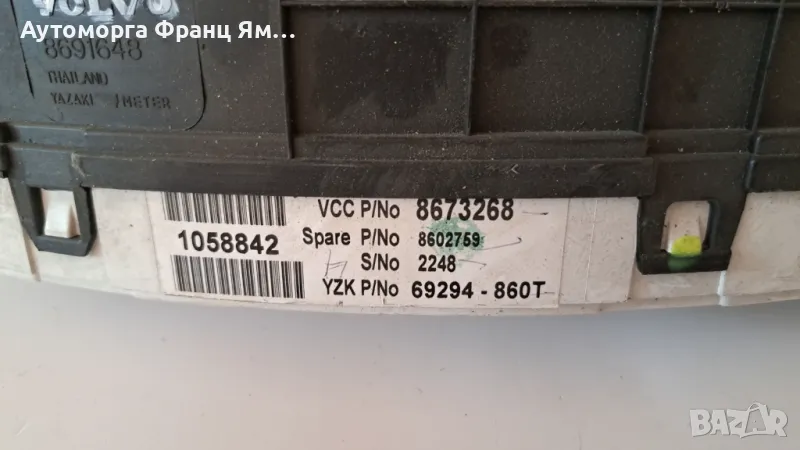 VOLVO
Автоморга Франц Ям...
8691648
THAILAND
YAZAKI /METER
VCC P/No 8673268
1058842
Spare P/No 8602759
S/No 2248
YZK P/No 69294-860T
BAZAR